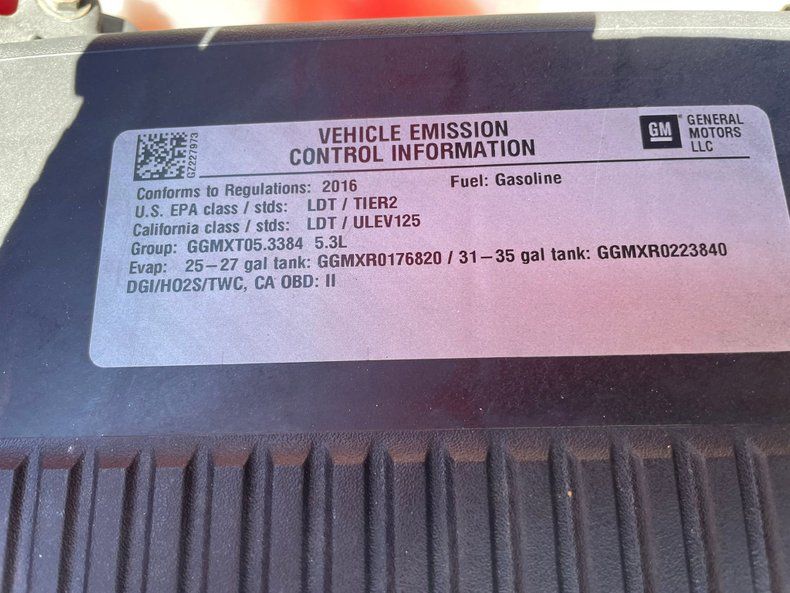 VEHICLE EMISSION
CONTROL INFORMATION
GM
GENERAL
MOTORS
LLC
GZ227973
Conforms to Regulations: 2016 Fuel: Gasoline
U.S. EPA class / stds: LDT / TIER2
California class / stds: LDT / ULEV125
Group: GGMXT05.3384 5.3L
Evap: 25–27 gal tank: GGMXR0176820 / 31–35 gal tank: GGMXR0223840
DGI/HO2S/TWC, CA OBD: II